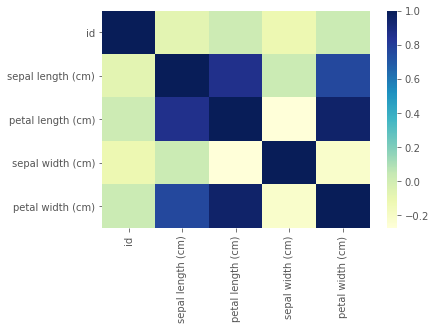 id
sepal length (cm)
petal length (cm)
sepal width (cm)
petal width (cm)
id
sepal length (cm)
petal length (cm)
sepal width (cm)
petal width (cm)
1.0
0.8
0.6
0.4
0.2
0.0
−0.2